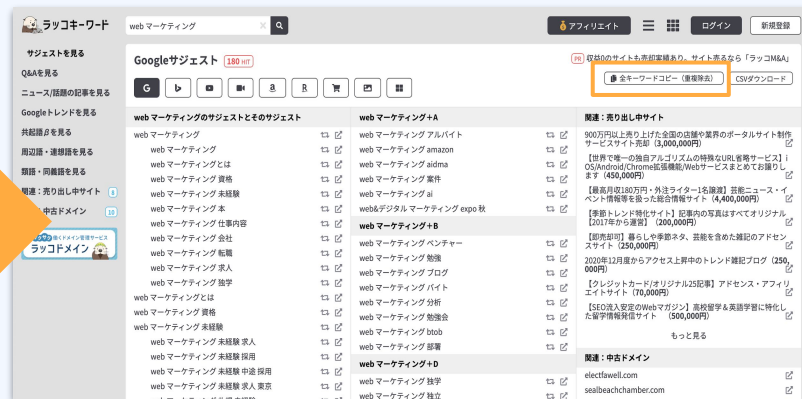 ラッコキーワード
web マーケティング
アフィリエイト
ログイン
新規登録
サジェストを見る
Q&Aを見る
ニュース/話題の記事を見る
Googleトレンドを見る
共起語βを見る
周辺語・連想語を見る
類語・同義語を見る
関連：売り出し中サイト 8
中古ドメイン 10
ラッコドメイン
Googleサジェスト 180 HIT
PR 収益0のサイトも売却実績あり。サイト売るなら「ラッコM&A」
全キーワードコピー（重複除去）
CSVダウンロード
web マーケティングのサジェストとそのサジェスト
web マーケティング
web マーケティング
web マーケティングとは
web マーケティング 資格
web マーケティング 未経験
web マーケティング 本
web マーケティング 仕事内容
web マーケティング 会社
web マーケティング 転職
web マーケティング 求人
web マーケティング 独学
web マーケティングとは
web マーケティング 資格
web マーケティング 未経験
web マーケティング 未経験 求人
web マーケティング 未経験 採用
web マーケティング 未経験 中途 採用
web マーケティング 未経験 求人 東京
web マーケティング+A
web マーケティング アルバイト
web マーケティング amazon
web マーケティング aidma
web マーケティング 案件
web マーケティング ai
web&デジタル マーケティング expo 秋
web マーケティング+B
web マーケティング ベンチャー
web マーケティング 勉強
web マーケティング ブログ
web マーケティング バイト
web マーケティング 分析
web マーケティング 勉強会
web マーケティング btob
web マーケティング 部署
web マーケティング+D
web マーケティング 独学
web マーケティング 独立
関連：売り出し中サイト
900万円以上売り上げた全国の店舗や業界のポータルサイト制作
サービスサイト売却（3,000,000円）
【世界で唯一の独自アルゴリズムの特殊なURL省略サービス】i
OS/Android/Chrome拡張機能/Webサービスまとめてお譲りし
ます（450,000円）
【最高月収180万円・外注ライター1名譲渡】芸能ニュース・イ
ベント情報等を扱った総合情報サイト（4,400,000円）
【季節トレンド特化サイト】記事内の写真はすべてオリジナル
【2017年から運営】（200,000円）
【即売却可】暮らしや季節ネタ、芸能を含めた雑記のアドセン
スサイト（250,000円）
2020年12月度からアクセス上昇中のトレンド雑記ブログ（250,
000円）
【クレジットカード/オリジナル25記事】アドセンス・アフィリ
エイトサイト（70,000円）
【SEO流入安定のWebマガジン】高校留学&英語学習に特化し
た留学情報発信サイト （500,000円）
もっと見る
関連：中古ドメイン
electfawell.com
sealbeachchamber.com